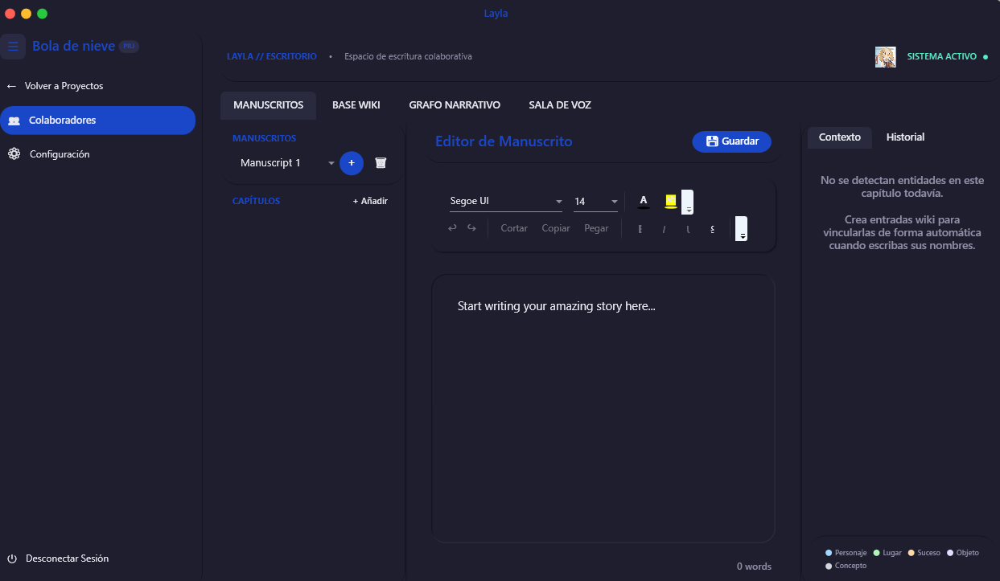 Layla
Bola de nieve PRJ
LAYLA // ESCRITORIO • Espacio de escritura colaborativa
SISTEMA ACTIVO
← Volver a Proyectos
Colaboradores
Configuración
MANUSCRITOS BASE WIKI GRAFO NARRATIVO SALA DE VOZ
MANUSCRITOS
Manuscript 1 +
CAPÍTULOS + Añadir
Editor de Manuscrito Guardar
Segoe UI 14 A
Cortar Copiar Pegar I S
Start writing your amazing story here...
0 words
Contexto Historial
No se detectan entidades en este
capítulo todavía.
Crea entradas wiki para
vincularlas de forma automática
cuando escribas sus nombres.
Personaje Lugar Suceso Objeto
Concepto
Desconectar Sesión